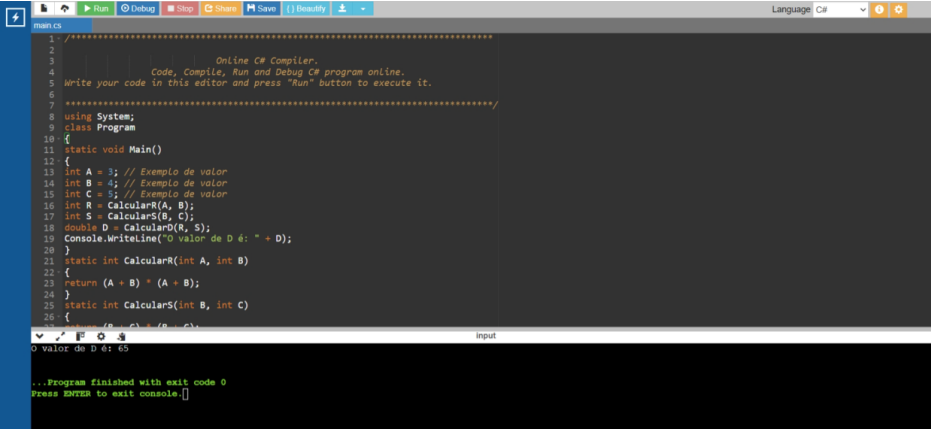 Run Debug Stop Share Save { } Beautify Language C#
main.cs
1 /******************************************************************************
2
3 Online C# Compiler.
4 Code, Compile, Run and Debug C# program online.
5 Write your code in this editor and press "Run" button to execute it.
6
7 *******************************************************************************/
8 using System;
9 class Program
10 {
11 static void Main()
12 {
13 int A = 3; // Exemplo de valor
14 int B = 4; // Exemplo de valor
15 int C = 5; // Exemplo de valor
16 int R = CalcularR(A, B);
17 int S = CalcularS(B, C);
18 double D = CalcularD(R, S);
19 Console.WriteLine("O valor de D é: " + D);
20 }
21 static int CalcularR(int A, int B)
22 {
23 return (A + B) * (A + B);
24 }
25 static int CalcularS(int B, int C)
26 {
27 return (B + C) * (B + C);
input
O valor de D é: 65
...Program finished with exit code 0
Press ENTER to exit console.